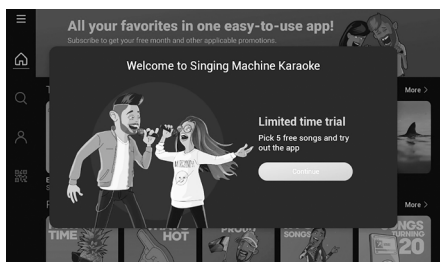 All your favorites in one easy-to-use app!
Subscribe to get your free month and other applicable promotions.
Welcome to Singing Machine Karaoke
More >
Limited time trial
Pick 5 free songs and try
out the app
Continue
More >
TIME
HOT
SONGS
SONGS
TURNING
20